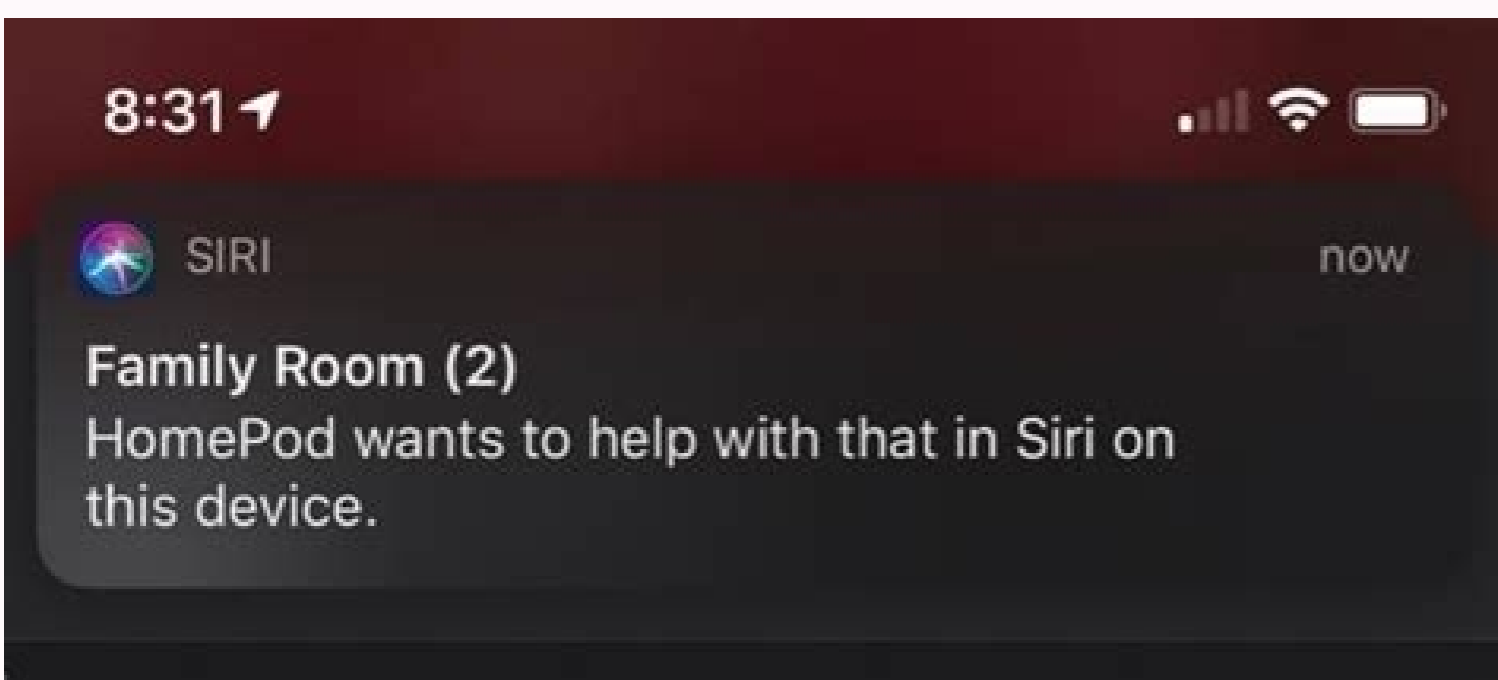 8:31
SIRI now
Family Room (2)
HomePod wants to help with that in Siri on
this device.